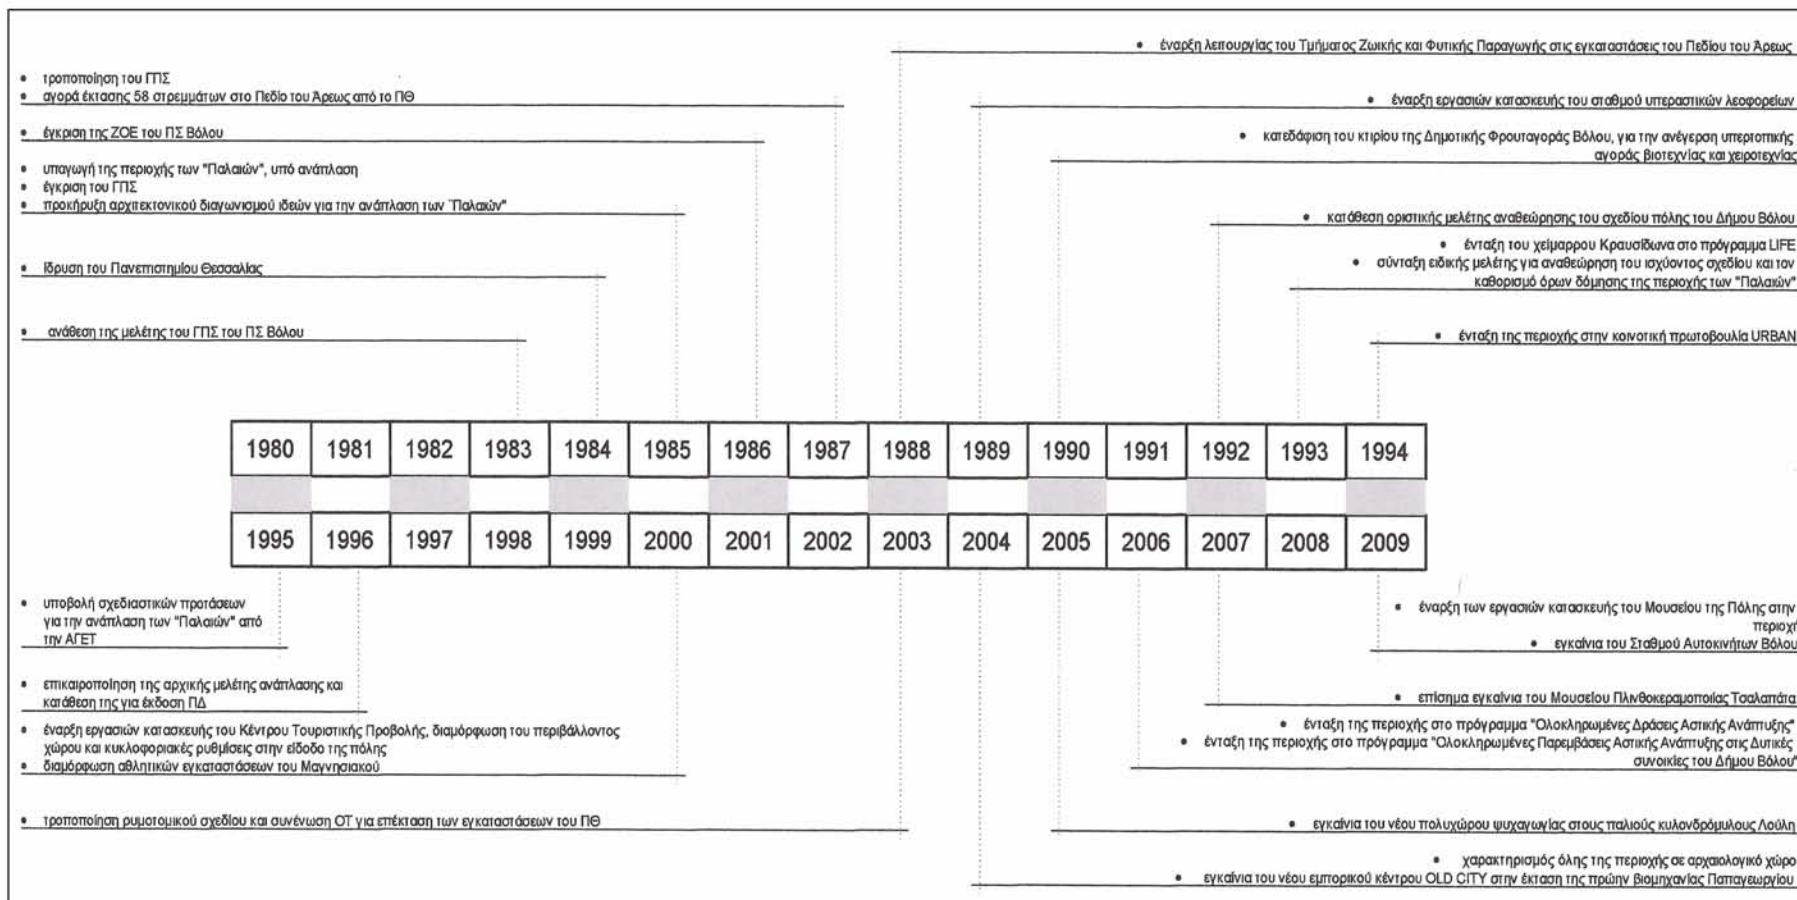 • τροποποίηση του ΓΠΣ
• αγορά έκτασης 58 στρεμμάτων στο Πεδίο του Άρεως από το ΠΘ
• έγκριση της ΖΟΕ του ΠΣ Βόλου
• υπαγωγή της περιοχής των "Παλαιών", υπό ανάπλαση
• έγκριση του ΓΠΣ
• προκήρυξη αρχιτεκτονικού διαγωνισμού ιδεών για την ανάπλαση των "Παλαιών"
• ίδρυση του Πανεπιστημίου Θεσσαλίας
• ανάθεση της μελέτης του ΓΠΣ του ΠΣ Βόλου
• έναρξη λειτουργίας του Τμήματος Ζωικής και Φυτικής Παραγωγής στις εγκαταστάσεις του Πεδίου του Άρεως
• έναρξη εργασιών κατασκευής του σταθμού υπεραστικών λεοφορείων
• κατεδάφιση του κτιρίου της Δημοτικής Φρουταγοράς Βόλου, για την ανέγερση υπερτοπικής
αγοράς βιοτεχνίας και χειροτεχνίας
• κατάθεση οριστικής μελέτης αναθεώρησης του σχεδίου πόλης του Δήμου Βόλου
• ένταξη του χείμαρρου Κραυσίδωνα στο πρόγραμμα LIFE
• σύνταξη ειδικής μελέτης για αναθεώρηση του ισχύοντος σχεδίου και τον
καθορισμό όρων δόμησης της περιοχής των "Παλαιών"
• ένταξη της περιοχής στην κοινοτική πρωτοβουλία URBAN
1980 1981 1982 1983 1984 1985 1986 1987 1988 1989 1990 1991 1992 1993 1994
1995 1996 1997 1998 1999 2000 2001 2002 2003 2004 2005 2006 2007 2008 2009
• υποβολή σχεδιαστικών προτάσεων
για την ανάπλαση των "Παλαιών" από
την ΑΓΕΤ
• επικαιροποίηση της αρχικής μελέτης ανάπλασης και
κατάθεση της για έκδοση ΠΔ
• έναρξη εργασιών κατασκευής του Κέντρου Τουριστικής Προβολής, διαμόρφωση του περιβάλλοντος
χώρου και κυκλοφοριακές ρυθμίσεις στην είδοδο της πόλης
• διαμόρφωση αθλητικών εγκαταστάσεων του Μαγνησιακού
• τροποποίηση ρυμοτομικού σχεδίου και συνένωση ΟΤ για επέκταση των εγκαταστάσεων του ΠΘ
• έναρξη των εργασιών κατασκευής του Μουσείου της Πόλης στην
περιοχή
• εγκαίνια του Σταθμού Αυτοκινήτων Βόλου
• επίσημα εγκαίνια του Μουσείου Πλινθοκεραμοποιίας Τσαλαπάτα
• ένταξη της περιοχής στο πρόγραμμα "Ολοκληρωμένες Δράσεις Αστικής Ανάπτυξης"
• ένταξη της περιοχής στο πρόγραμμα "Ολοκληρωμένες Παρεμβάσεις Αστικής Ανάπτυξης στις Δυτικές
συνοικίες του Δήμου Βόλου"
• εγκαίνια του νέου πολυχώρου ψυχαγωγίας στους παλιούς κυλονδρόμυλους Λούλη
• χαρακτηρισμός όλης της περιοχής σε αρχαιολογικό χώρο
• εγκαίνια του νέου εμπορικού κέντρου OLD CITY στην έκταση της πρώην βιομηχανίας Παπαγεωργίου